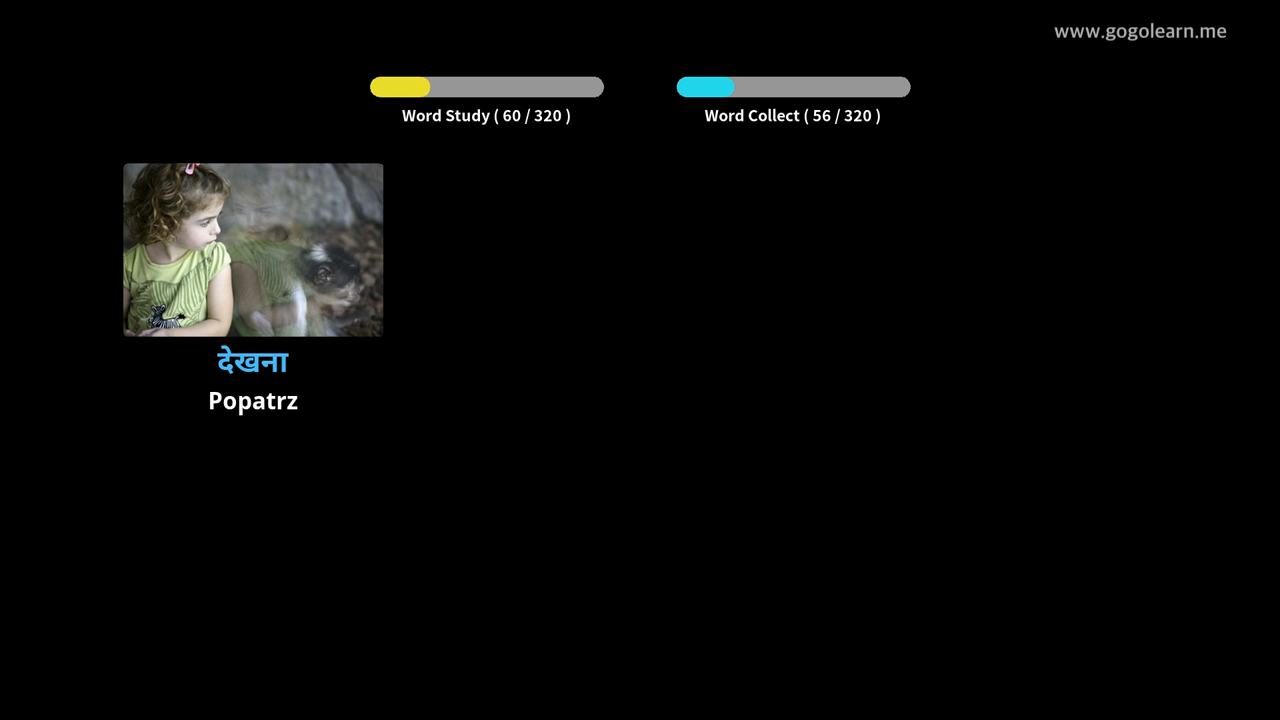 www.gogolearn.me
Word Study ( 60 / 320 )
Word Collect ( 56 / 320 )
देखना
Popatrz